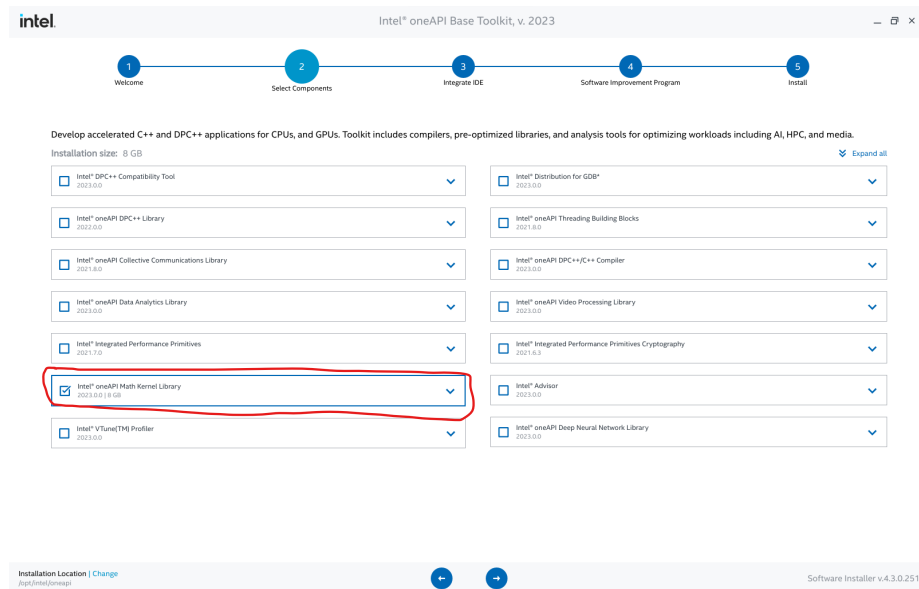 intel.
Intel® oneAPI Base Toolkit, v. 2023
1
2
3
4
5
Welcome
Select Components
Integrate IDE
Software Improvement Program
Install
Develop accelerated C++ and DPC++ applications for CPUs, and GPUs. Toolkit includes compilers, pre-optimized libraries, and analysis tools for optimizing workloads including AI, HPC, and media.
Installation size: 8 GB
Expand all
Intel® DPC++ Compatibility Tool
2023.0.0
Intel® Distribution for GDB*
2023.0.0
Intel® oneAPI DPC++ Library
2022.0.0
Intel® oneAPI Threading Building Blocks
2021.8.0
Intel® oneAPI Collective Communications Library
2021.8.0
Intel® oneAPI DPC++/C++ Compiler
2023.0.0
Intel® oneAPI Data Analytics Library
2023.0.0
Intel® oneAPI Video Processing Library
2023.0.0
Intel® Integrated Performance Primitives
2021.7.0
Intel® Integrated Performance Primitives Cryptography
2021.6.3
Intel® oneAPI Math Kernel Library
2023.0.0 | 8 GB
Intel® Advisor
2023.0.0
Intel® VTune(TM) Profiler
2023.0.0
Intel® oneAPI Deep Neural Network Library
2023.0.0
Installation Location | Change
/opt/intel/oneapi
Software Installer v.4.3.0.251